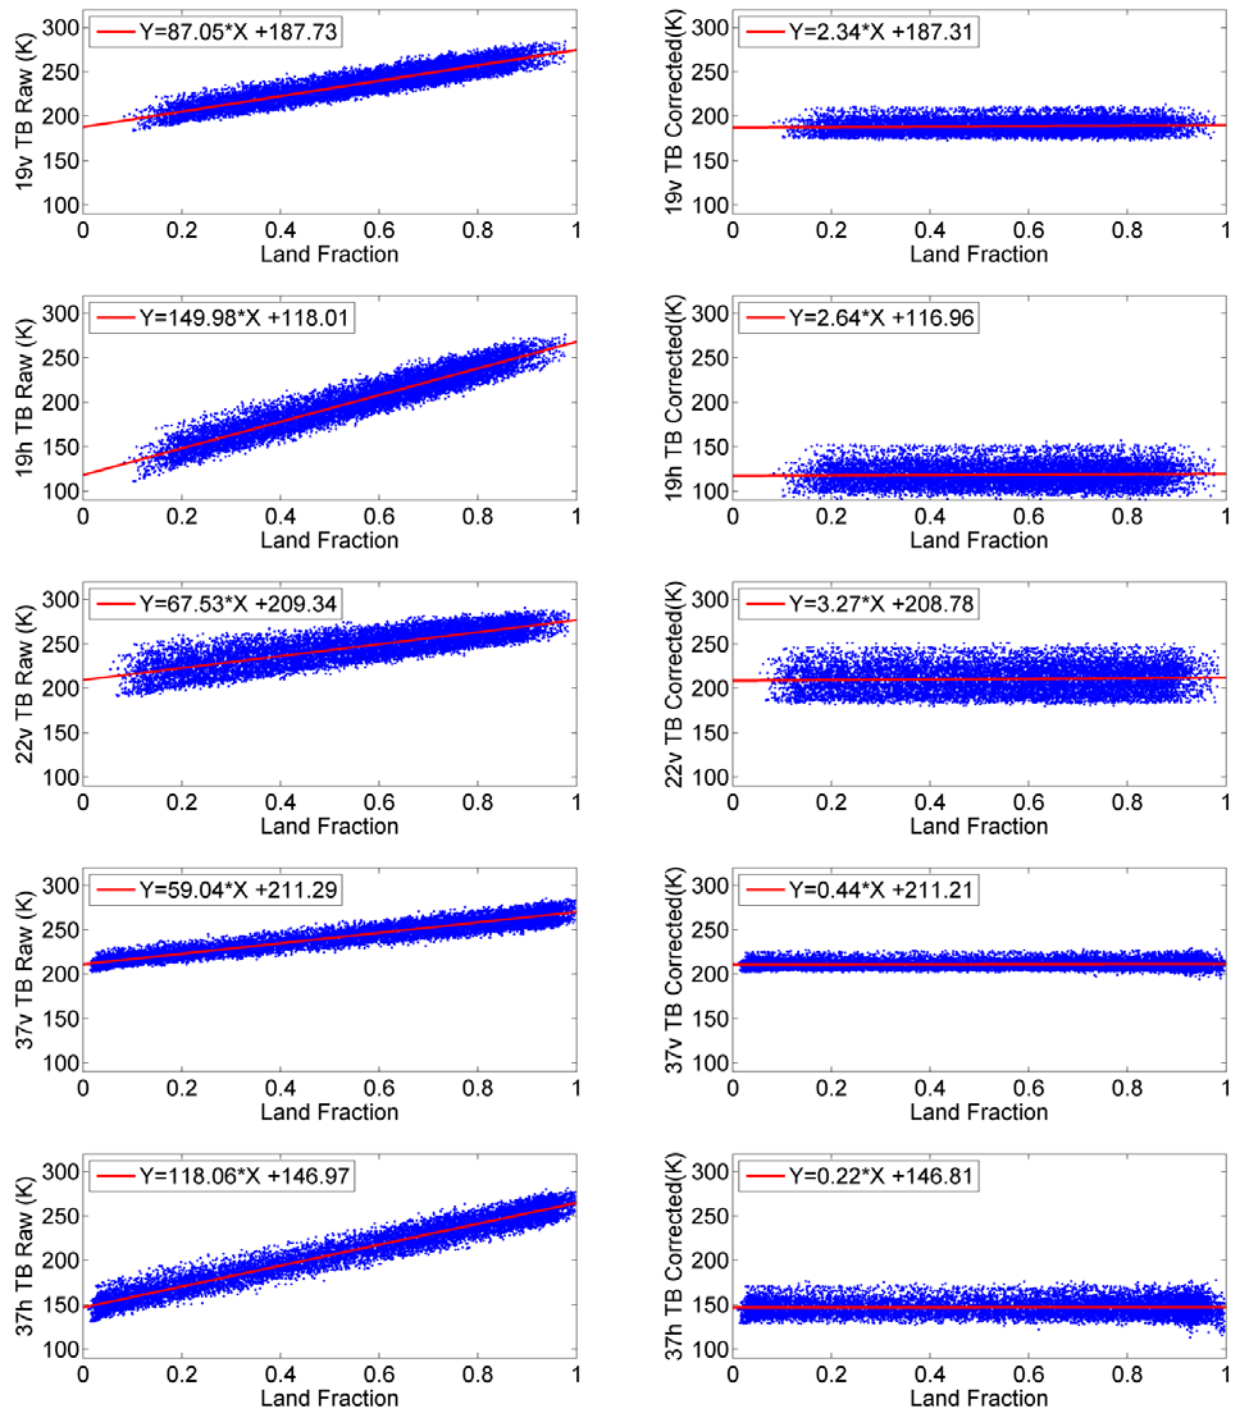 Y=87.05*X +187.73
300
250
200
150
100
19v TB Raw (K)
0 0.2 0.4 0.6 0.8 1
Land Fraction
Y=2.34*X +187.31
300
250
200
150
100
19v TB Corrected(K)
0 0.2 0.4 0.6 0.8 1
Land Fraction
Y=149.98*X +118.01
300
250
200
150
100
19h TB Raw (K)
0 0.2 0.4 0.6 0.8 1
Land Fraction
Y=2.64*X +116.96
300
250
200
150
100
19h TB Corrected(K)
0 0.2 0.4 0.6 0.8 1
Land Fraction
Y=67.53*X +209.34
300
250
200
150
100
22v TB Raw (K)
0 0.2 0.4 0.6 0.8 1
Land Fraction
Y=3.27*X +208.78
300
250
200
150
100
22v TB Corrected(K)
0 0.2 0.4 0.6 0.8 1
Land Fraction
Y=59.04*X +211.29
300
250
200
150
100
37v TB Raw (K)
0 0.2 0.4 0.6 0.8 1
Land Fraction
Y=0.44*X +211.21
300
250
200
150
100
37v TB Corrected(K)
0 0.2 0.4 0.6 0.8 1
Land Fraction
Y=118.06*X +146.97
300
250
200
150
100
37h TB Raw (K)
0 0.2 0.4 0.6 0.8 1
Land Fraction
Y=0.22*X +146.81
300
250
200
150
100
37h TB Corrected(K)
0 0.2 0.4 0.6 0.8 1
Land Fraction